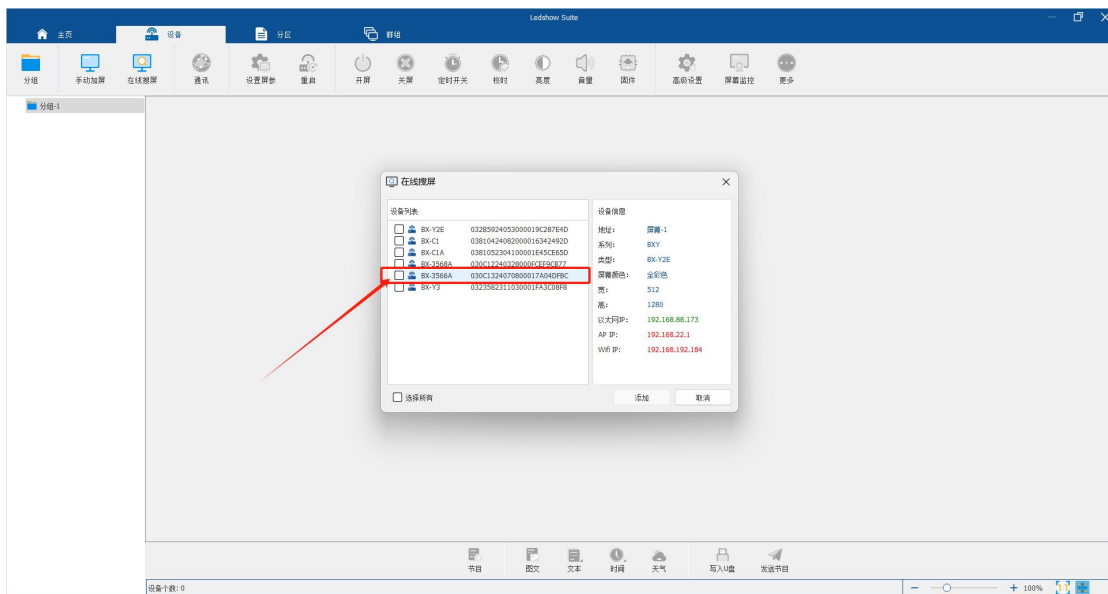 Ledshow Suite
主页 设备 分区 群组
分组 手动加屏 在线搜屏 通讯 设置屏参 重启 开屏 关屏 定时开关 校时 亮度 音量 固件 高级设置 屏幕监控 更多
分组-1
在线搜屏
设备列表
BX-Y2E 032B5924053000019C287E4D
BX-C1 03810424082000016342492D
BX-C1A 0381052304100001E45CE65D
BX-3568A 030C12240328000FCEF9CB77
BX-3566A 030C1324070800017A04DFBC
BX-Y3 0323582311030001FA3C08F8
选择所有
设备信息
地址: 屏幕-1
系列: BXY
类型: BX-Y2E
屏幕颜色: 全彩色
宽: 512
高: 1280
以太网IP: 192.168.88.173
AP IP: 192.168.22.1
Wifi IP: 192.168.192.184
添加 取消
节目 图文 文本 时间 天气 写入U盘 发送节目
设备个数: 0
100%
1:1